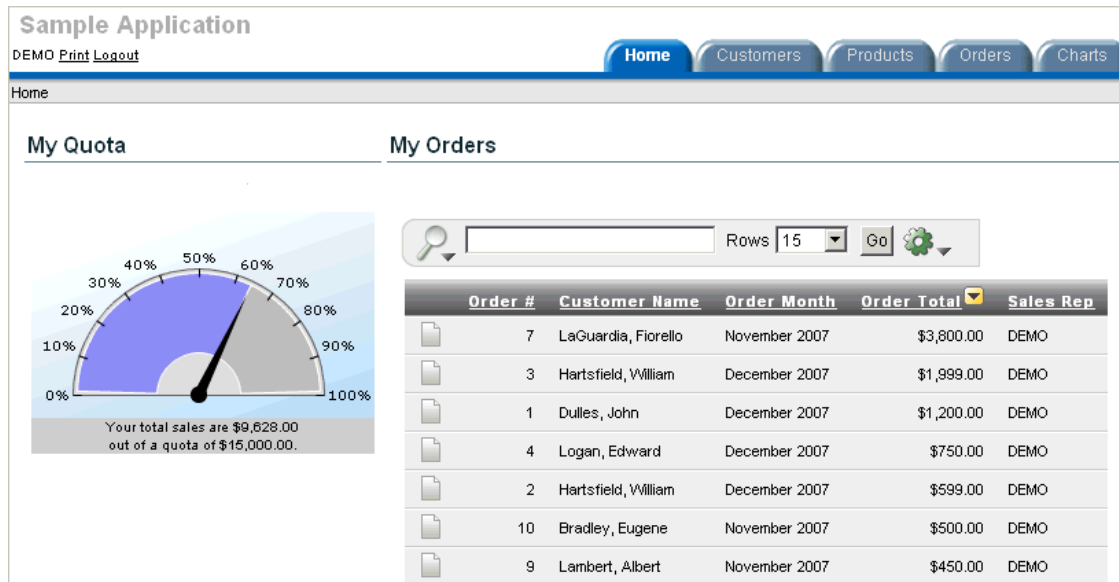 Sample Application
DEMO Print Logout
Home Customers Products Orders Charts
Home
My Quota
0% 10% 20% 30% 40% 50% 60% 70% 80% 90% 100%
Your total sales are $9,628.00
out of a quota of $15,000.00.
My Orders
Rows 15 Go
Order # Customer Name Order Month Order Total Sales Rep
7 LaGuardia, Fiorello November 2007 $3,800.00 DEMO
3 Hartsfield, William December 2007 $1,999.00 DEMO
1 Dulles, John December 2007 $1,200.00 DEMO
4 Logan, Edward December 2007 $750.00 DEMO
2 Hartsfield, William December 2007 $599.00 DEMO
10 Bradley, Eugene November 2007 $500.00 DEMO
9 Lambert, Albert November 2007 $450.00 DEMO